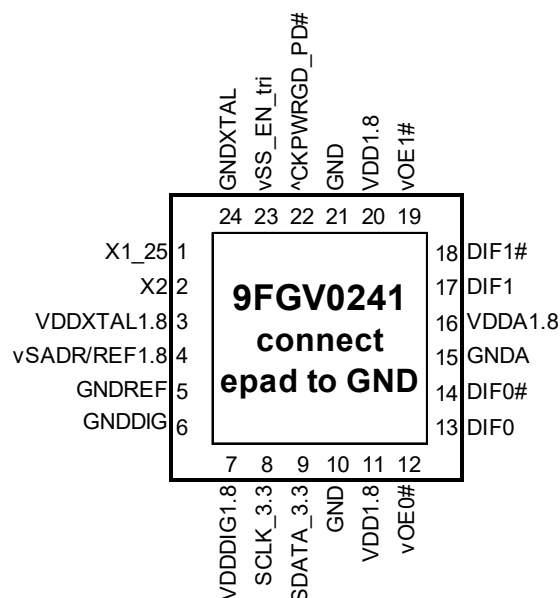 GNDXTAL
vSS_EN_tri
^CKPWRGD_PD#
GND
VDD1.8
vOE1#
24 23 22 21 20 19
X1_25 1
X2 2
VDDXTAL1.8 3
vSADR/REF1.8 4
GNDREF 5
GNDDIG 6
9FGV0241
connect
epad to GND
18 DIF1#
17 DIF1
16 VDDA1.8
15 GNDA
14 DIF0#
13 DIF0
7 8 9 10 11 12
VDDDIG1.8
SCLK_3.3
SDATA_3.3
GND
VDD1.8
vOE0#